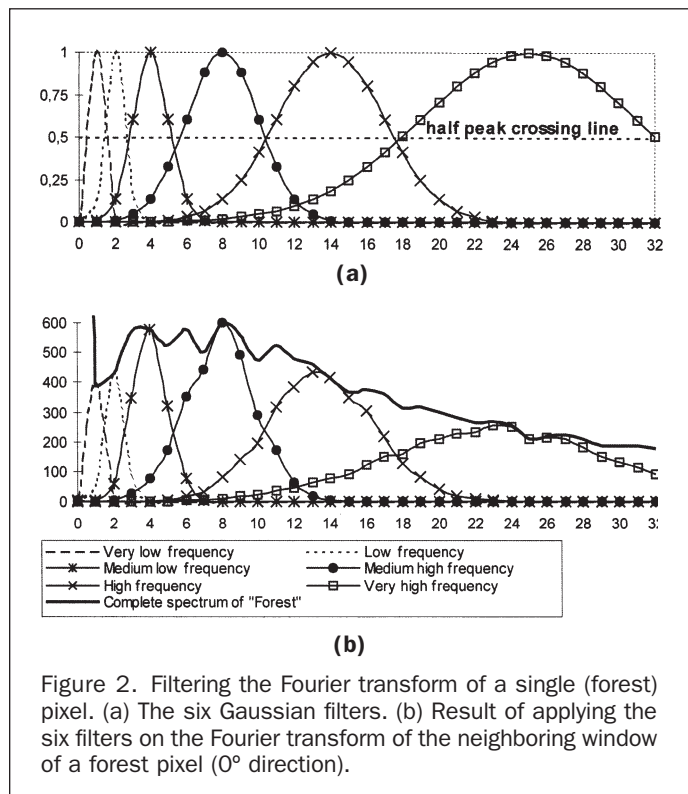 1
0,75
0,5
0,25
0
half peak crossing line
0 2 4 6 8 10 12 14 16 18 20 22 24 26 28 30 32
(a)
600
500
400
300
200
100
0
0 2 4 6 8 10 12 14 16 18 20 22 24 26 28 30 32
Very low frequency Low frequency
Medium low frequency Medium high frequency
High frequency Very high frequency
Complete spectrum of "Forest"
(b)
Figure 2. Filtering the Fourier transform of a single (forest)
pixel. (a) The six Gaussian filters. (b) Result of applying the
six filters on the Fourier transform of the neighboring window
of a forest pixel (0° direction).